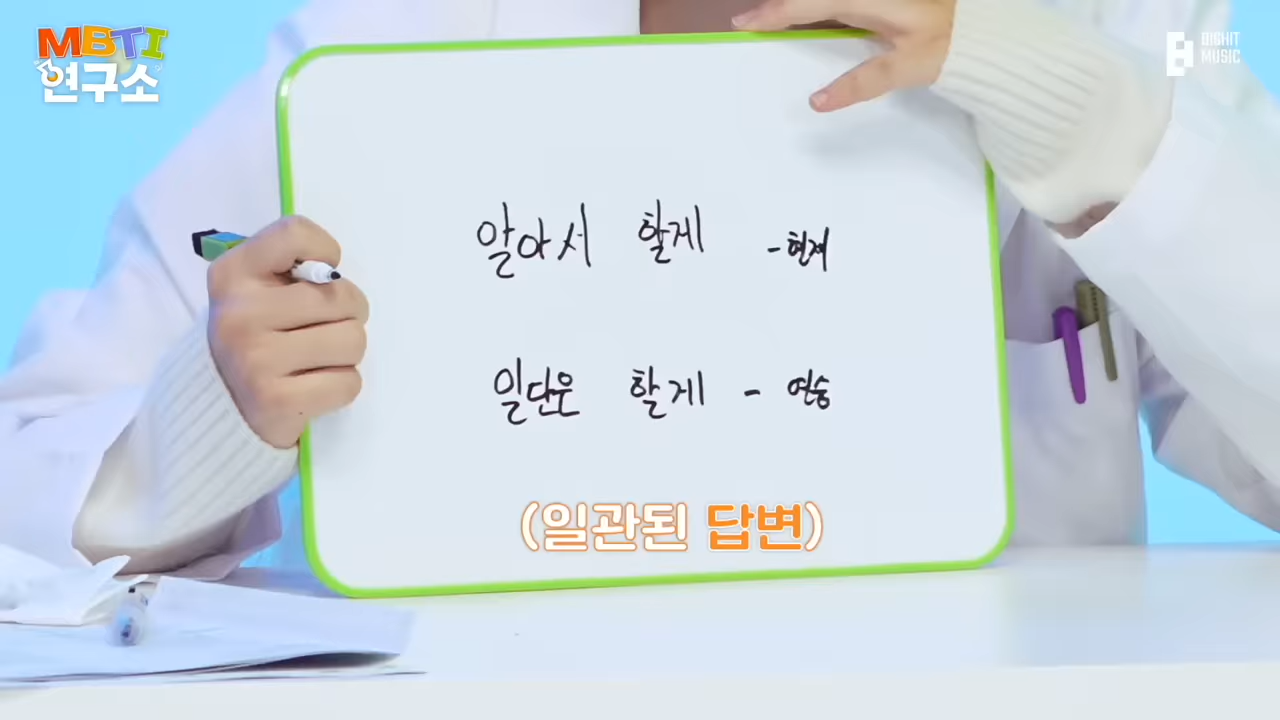 MBTI
연구소
BIGHIT
MUSIC
알아서 할게 - 현재
일단은 할게 - 연습
(일관된 답변)